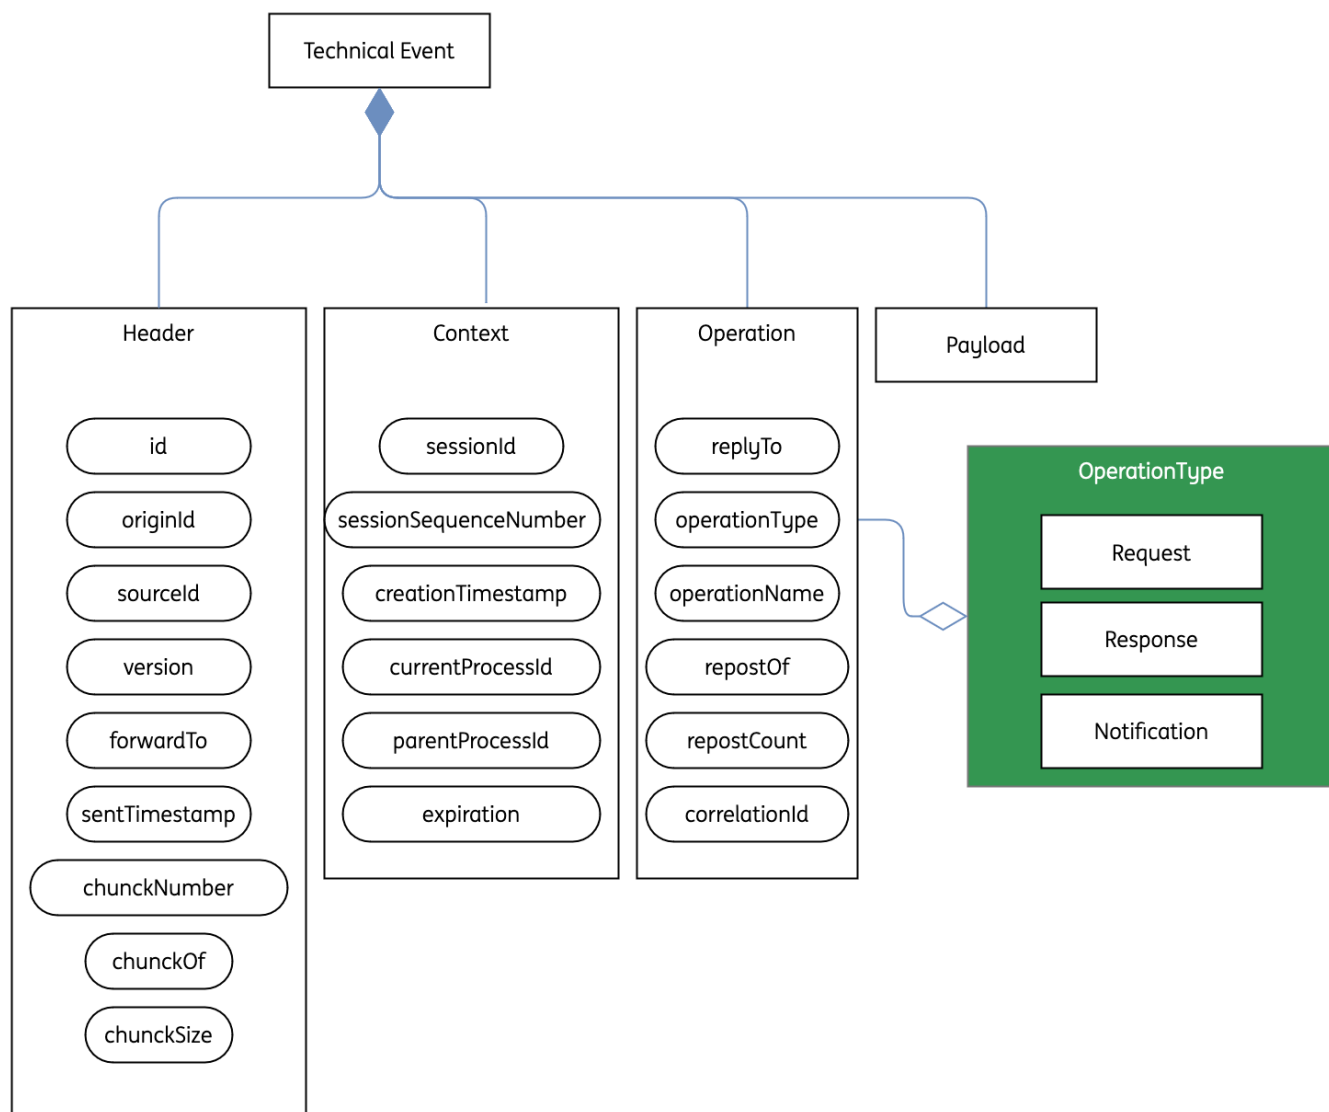 Technical Event
Header
id
originId
sourceId
version
forwardTo
sentTimestamp
chunckNumber
chunckOf
chunckSize
Context
sessionId
sessionSequenceNumber
creationTimestamp
currentProcessId
parentProcessId
expiration
Operation
replyTo
operationType
operationName
repostOf
repostCount
correlationId
Payload
OperationType
Request
Response
Notification